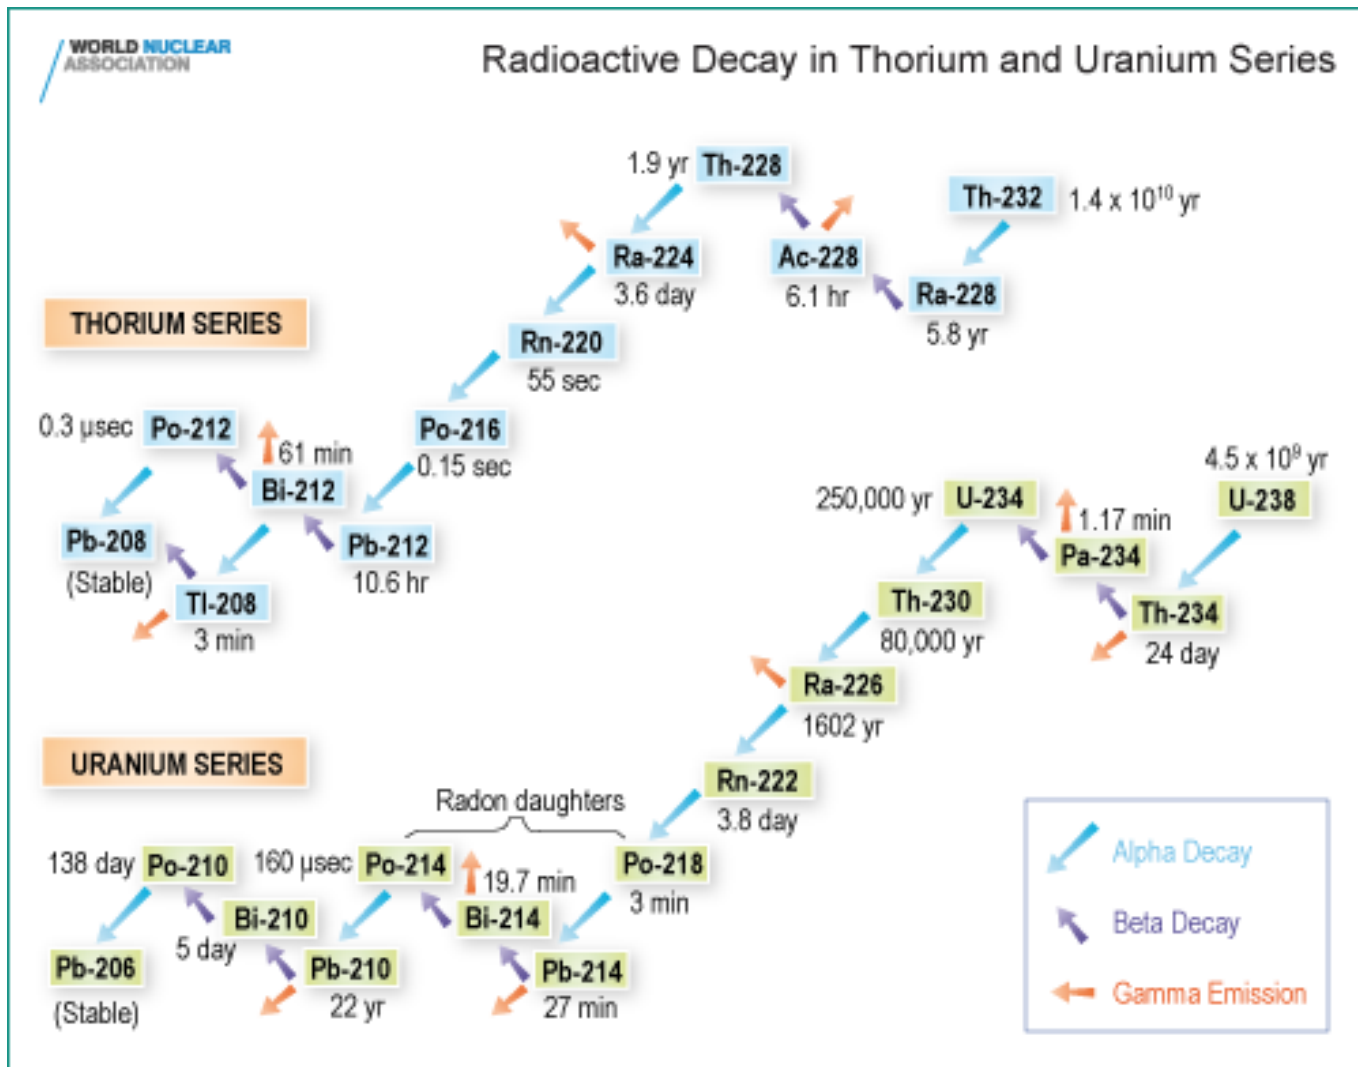 WORLD NUCLEAR
ASSOCIATION
Radioactive Decay in Thorium and Uranium Series
1.9 yr Th-228
Th-232 1.4 x 10¹⁰ yr
Ra-224
3.6 day
Ac-228
6.1 hr
Ra-228
5.8 yr
THORIUM SERIES
Rn-220
55 sec
0.3 µsec Po-212
61 min
Bi-212
Po-216
0.15 sec
Pb-208
(Stable)
Pb-212
10.6 hr
Tl-208
3 min
4.5 x 10⁹ yr
U-238
250,000 yr U-234
1.17 min
Pa-234
Th-230
80,000 yr
Th-234
24 day
Ra-226
1602 yr
URANIUM SERIES
Rn-222
3.8 day
Radon daughters
138 day Po-210
160 µsec Po-214
19.7 min
Po-218
3 min
Bi-210
5 day
Bi-214
Pb-206
(Stable)
Pb-210
22 yr
Pb-214
27 min
Alpha Decay
Beta Decay
Gamma Emission